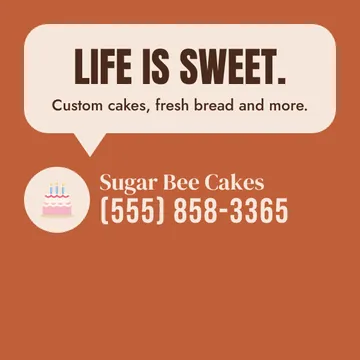 LIFE IS SWEET.
Custom cakes, fresh bread and more.
Sugar Bee Cakes
(555) 858-3365